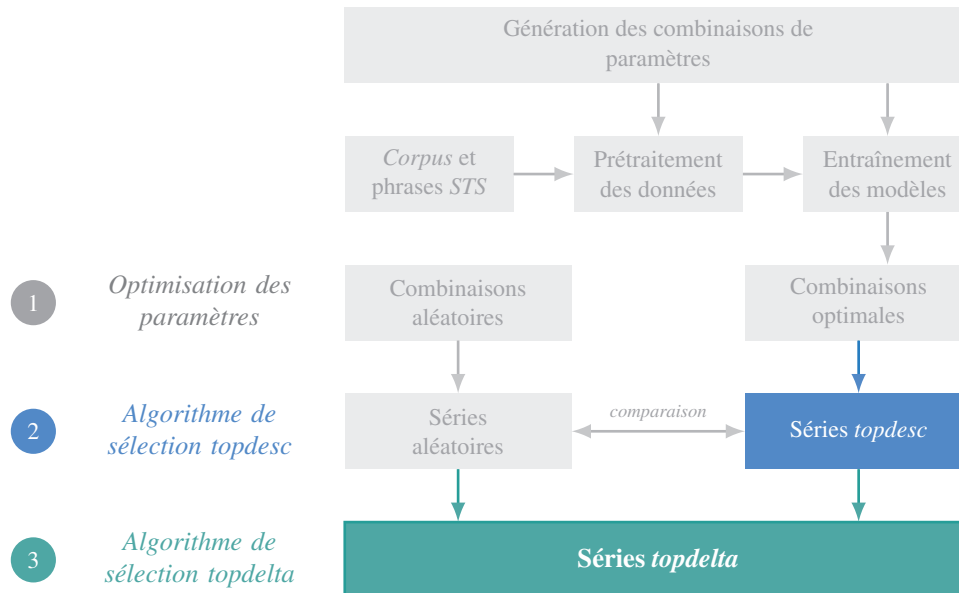 Génération des combinaisons de
paramètres
Corpus et
phrases STS
Prétraitement
des données
Entraînement
des modèles
1
Optimisation des
paramètres
Combinaisons
aléatoires
Combinaisons
optimales
2
Algorithme de
sélection topdesc
Séries
aléatoires
comparaison
Séries topdesc
3
Algorithme de
sélection topdelta
Séries topdelta